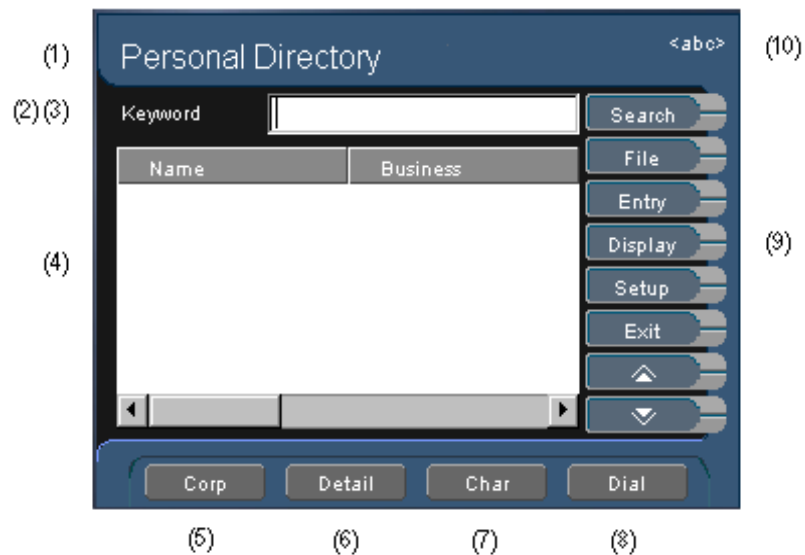 (1) Personal Directory <abc> (10)
(2)(3) Keyword Search
Name Business File
Entry
(4) Display (9)
Setup
Exit
Corp Detail Char Dial
(5) (6) (7) (8)